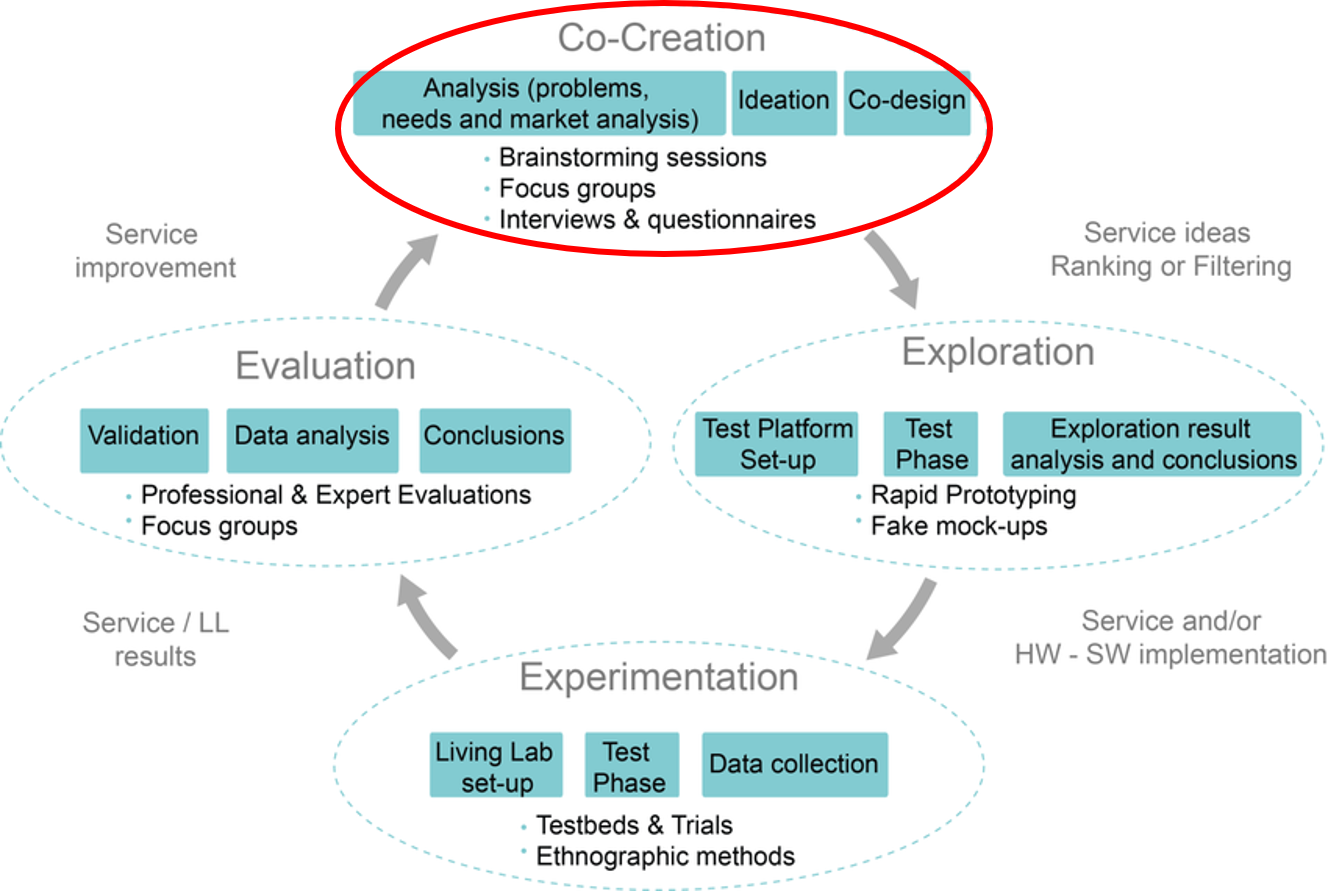 Co-Creation
Analysis (problems,
needs and market analysis)
Ideation
Co-design
Brainstorming sessions
Focus groups
Interviews & questionnaires
Service
improvement
Service ideas
Ranking or Filtering
Evaluation
Validation
Data analysis
Conclusions
Professional & Expert Evaluations
Focus groups
Exploration
Test Platform
Set-up
Test
Phase
Exploration result
analysis and conclusions
Rapid Prototyping
Fake mock-ups
Service / LL
results
Service and/or
HW - SW implementation
Experimentation
Living Lab
set-up
Test
Phase
Data collection
Testbeds & Trials
Ethnographic methods